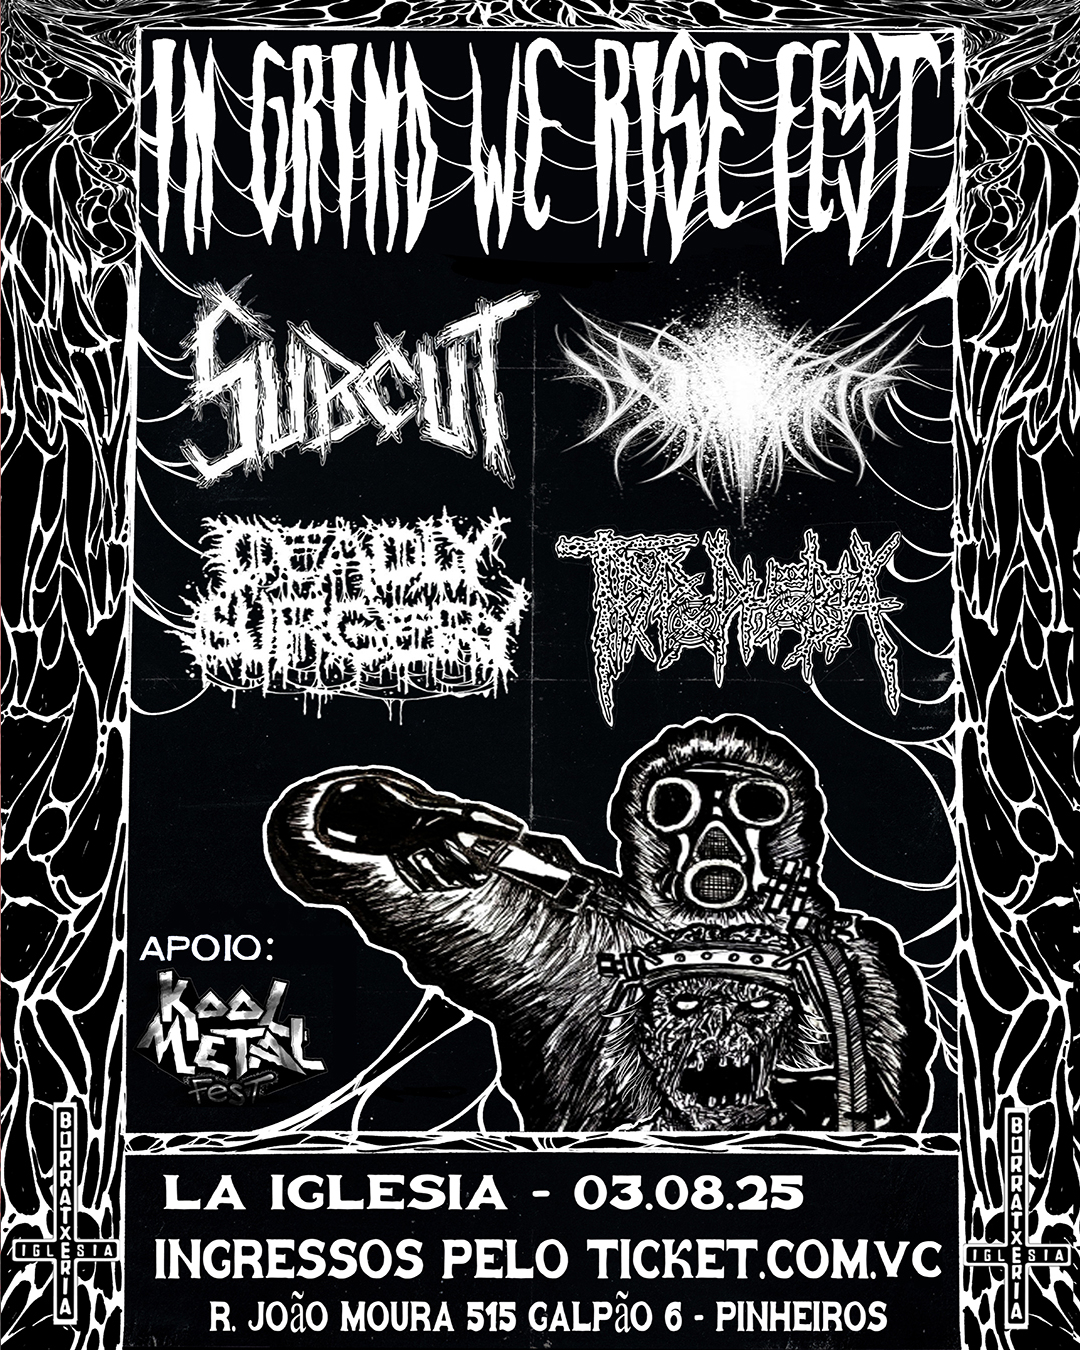 IN GRIND WE RISE FEST
SUBCUT
DEADLY
SURGERY
APOIO:
KOOL
METAL
FEST
LA IGLESIA - 03.08.25
INGRESSOS PELO TICKET.COM.VC
R. JOÃO MOURA 515 GALPÃO 6 - PINHEIROS
BORRATXERIA
IGLESIA
BORRATXERIA
IGLESIA